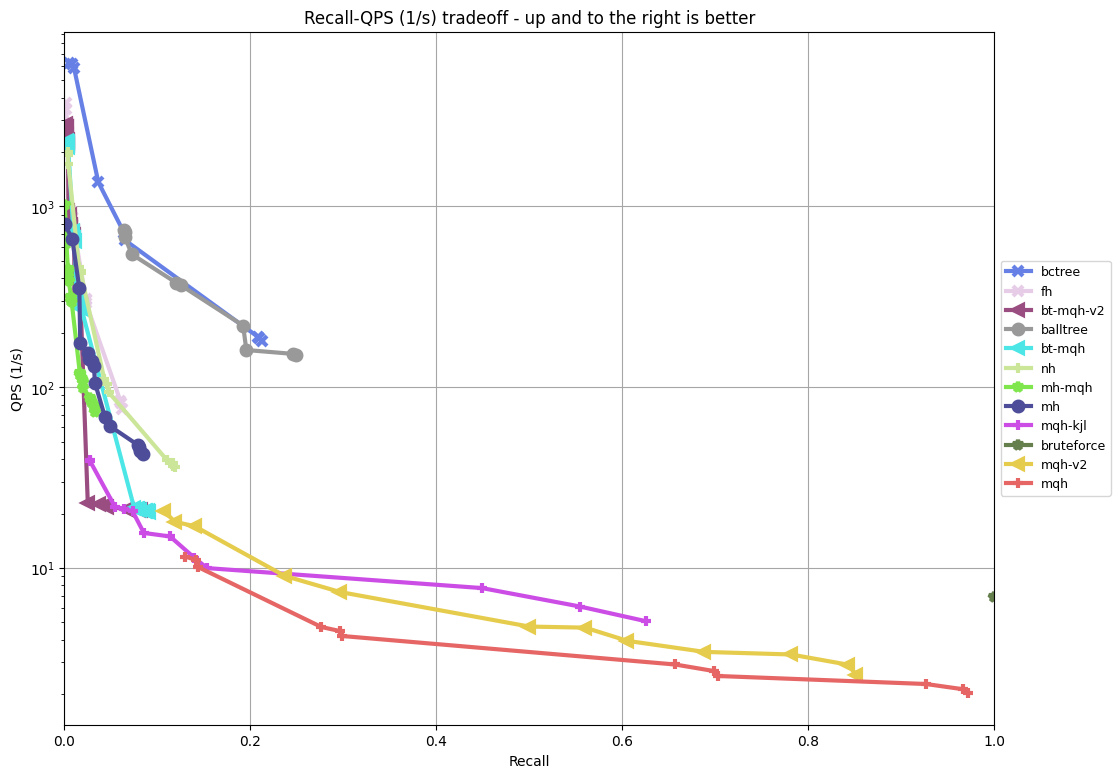 Recall-QPS (1/s) tradeoff - up and to the right is better
QPS (1/s)
10³
10²
10¹
0.0 0.2 0.4 0.6 0.8 1.0
Recall
bctree
fh
bt-mqh-v2
balltree
bt-mqh
nh
mh-mqh
mh
mqh-kjl
bruteforce
mqh-v2
mqh